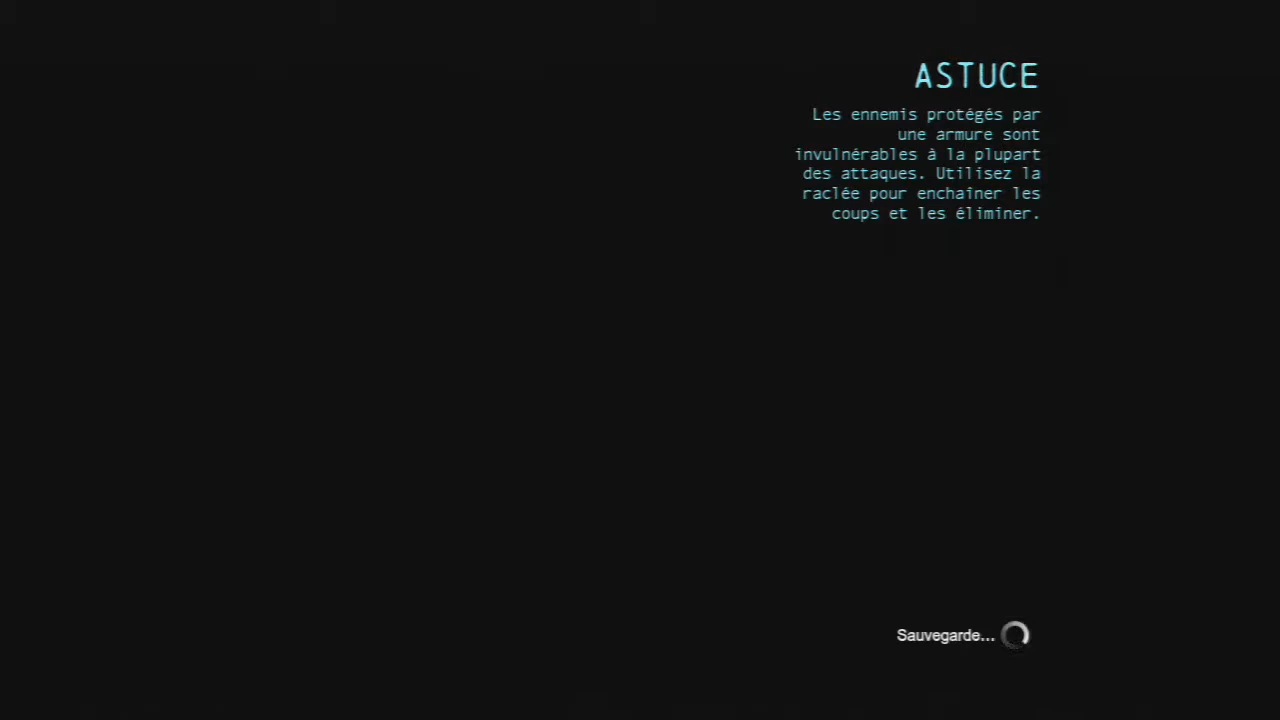 ASTUCE
Les ennemis protégés par
une armure sont
invulnérables à la plupart
des attaques. Utilisez la
raclée pour enchaîner les
coups et les éliminer.
Sauvegarde...